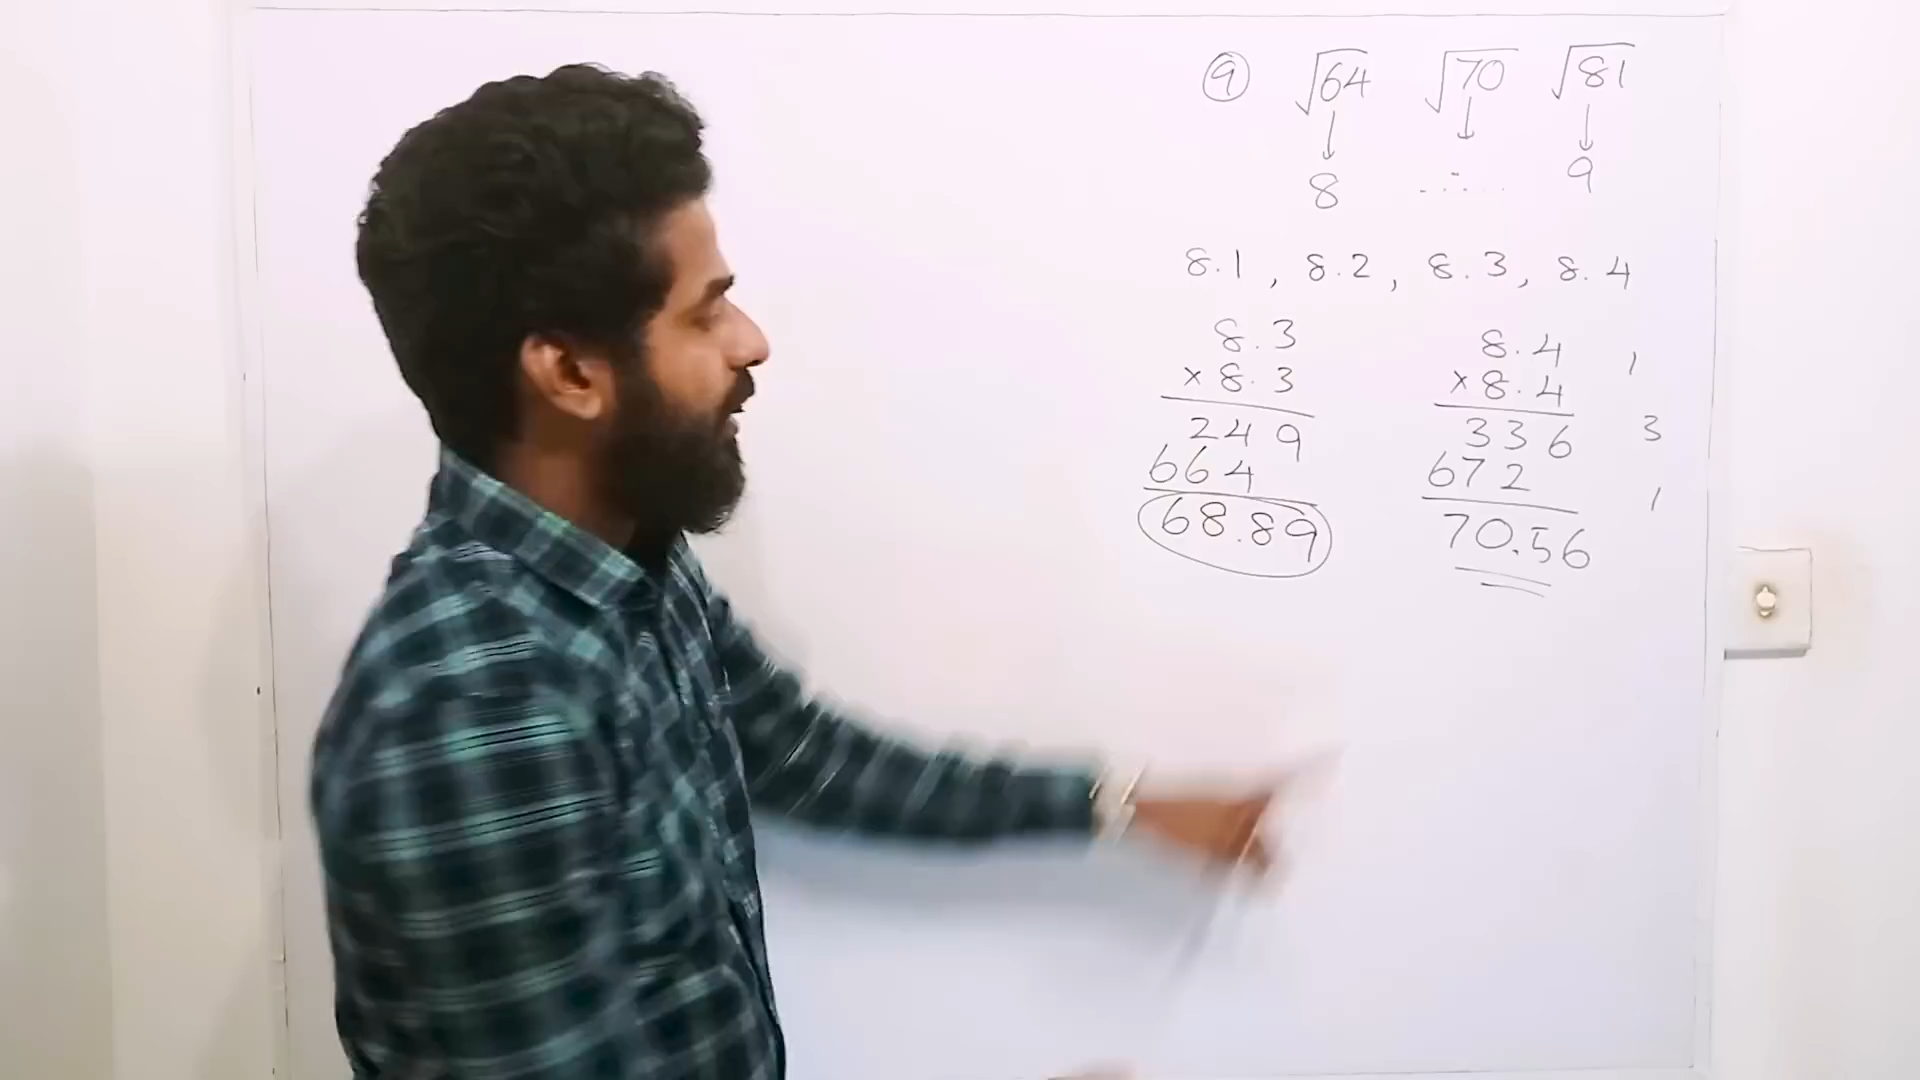 ⑨ √64 √70 √81
↓ ↓ ↓
8 ..... 9
8.1 , 8.2 , 8.3 , 8.4
8.3
× 8.3
249
664
68.89
8.4 1
× 8.4
336 3
672
1
70.56